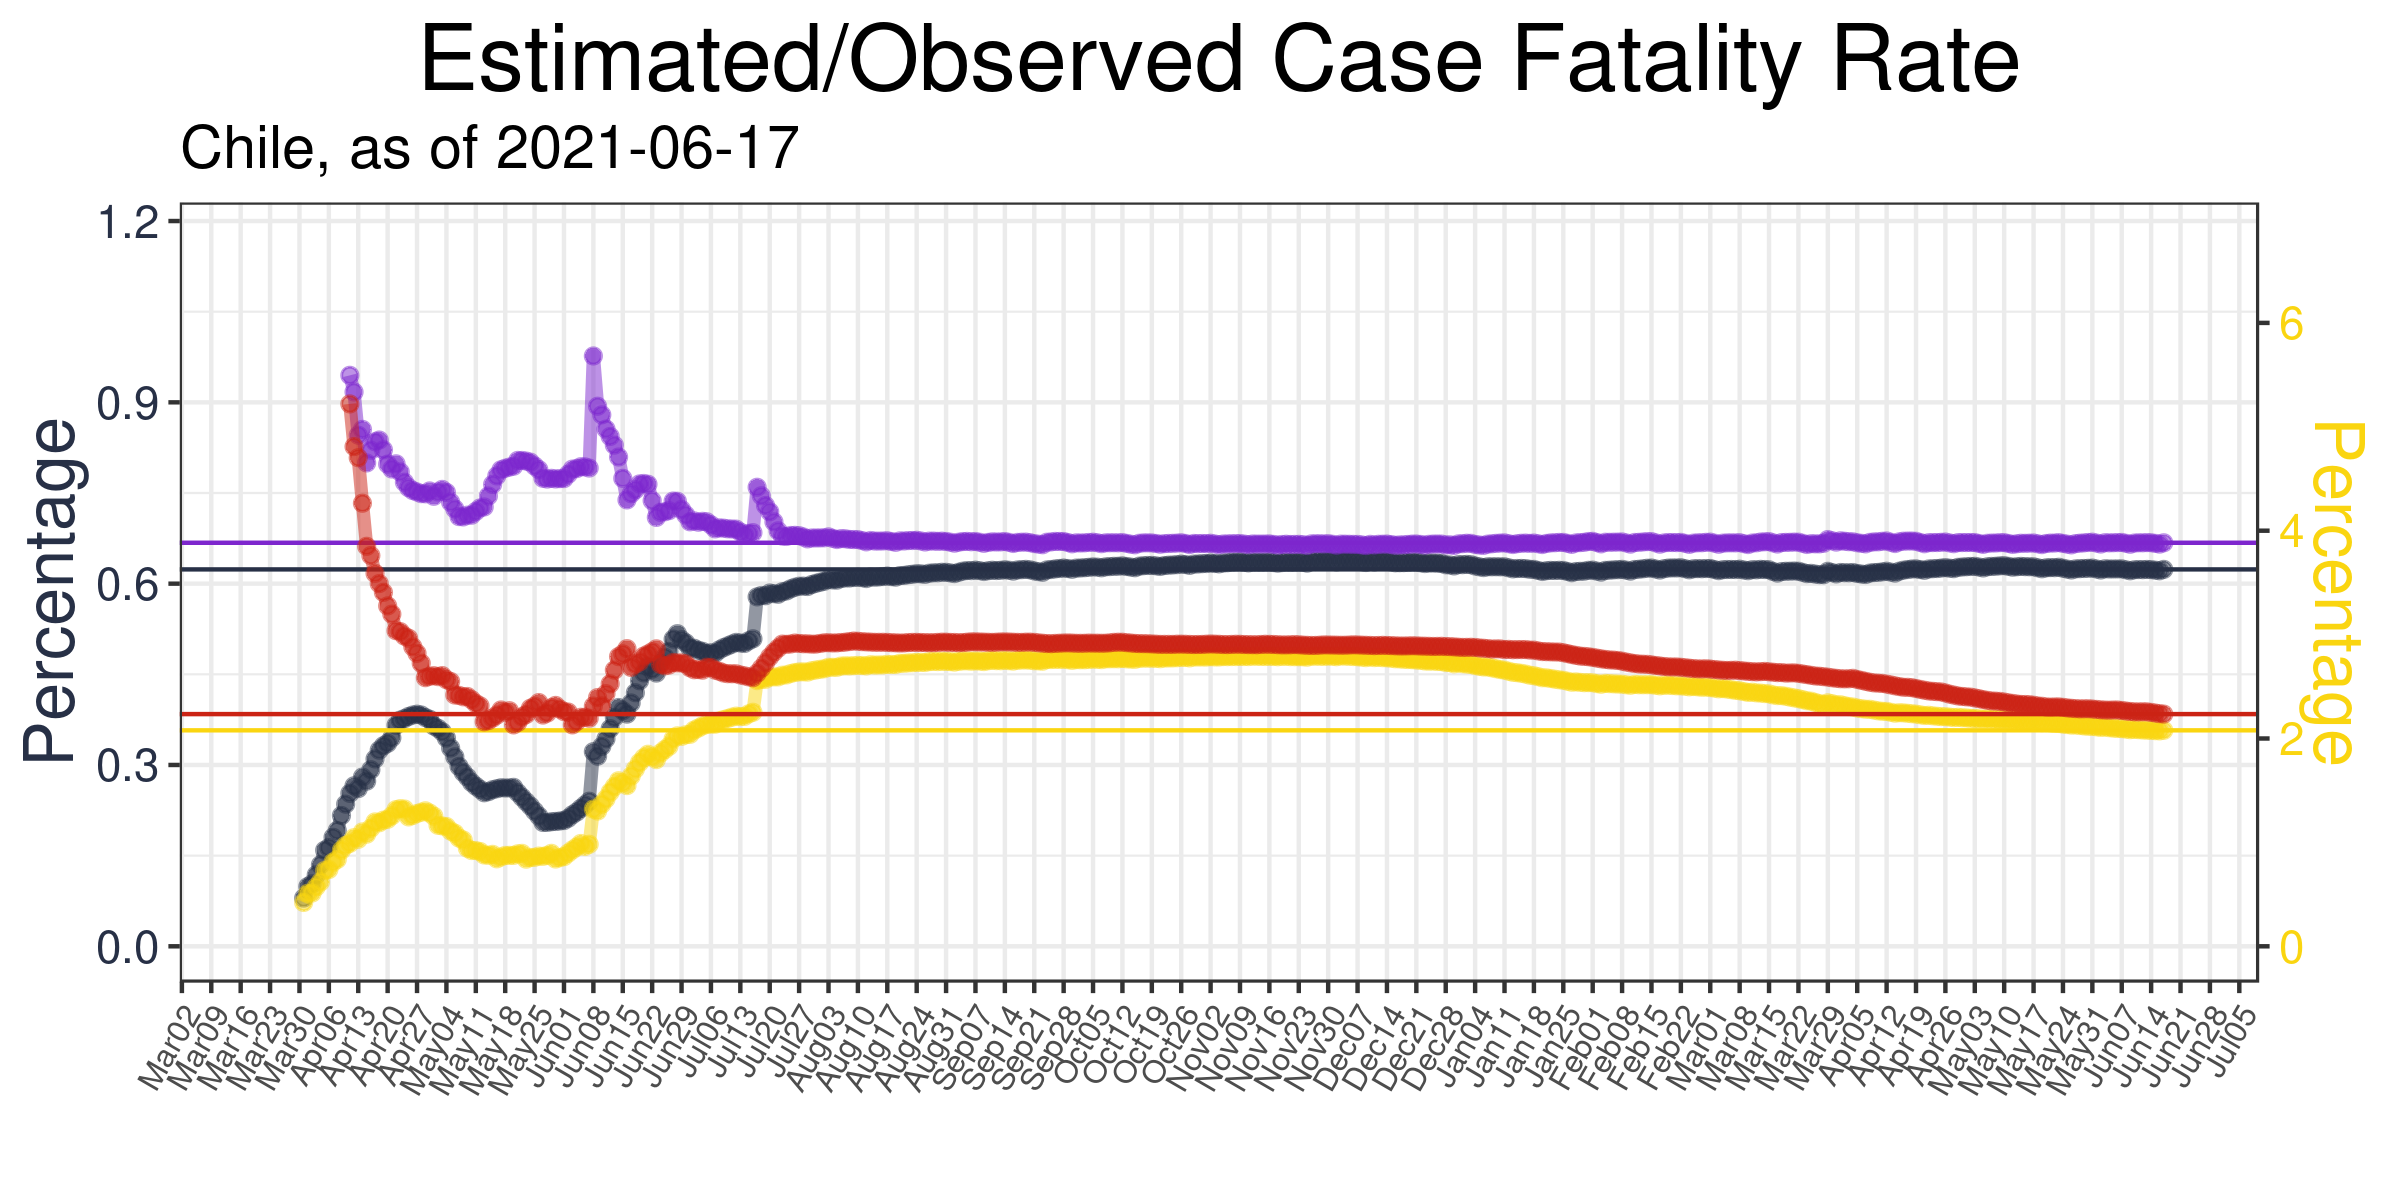 Estimated/Observed Case Fatality Rate
Chile, as of 2021-06-17
Percentage
1.2
0.9
0.6
0.3
0.0
6
4
2
0
Percentage
Mar02
Mar09
Mar16
Mar23
Mar30
Apr06
Apr13
Apr20
Apr27
May04
May11
May18
May25
Jun01
Jun08
Jun15
Jun22
Jun29
Jul06
Jul13
Jul20
Jul27
Aug03
Aug10
Aug17
Aug24
Aug31
Sep07
Sep14
Sep21
Sep28
Oct05
Oct12
Oct19
Oct26
Nov02
Nov09
Nov16
Nov23
Nov30
Dec07
Dec14
Dec21
Dec28
Jan04
Jan11
Jan18
Jan25
Feb01
Feb08
Feb15
Feb22
Mar01
Mar08
Mar15
Mar22
Mar29
Apr05
Apr12
Apr19
Apr26
May03
May10
May17
May24
May31
Jun07
Jun14
Jun21
Jun28
Jul05